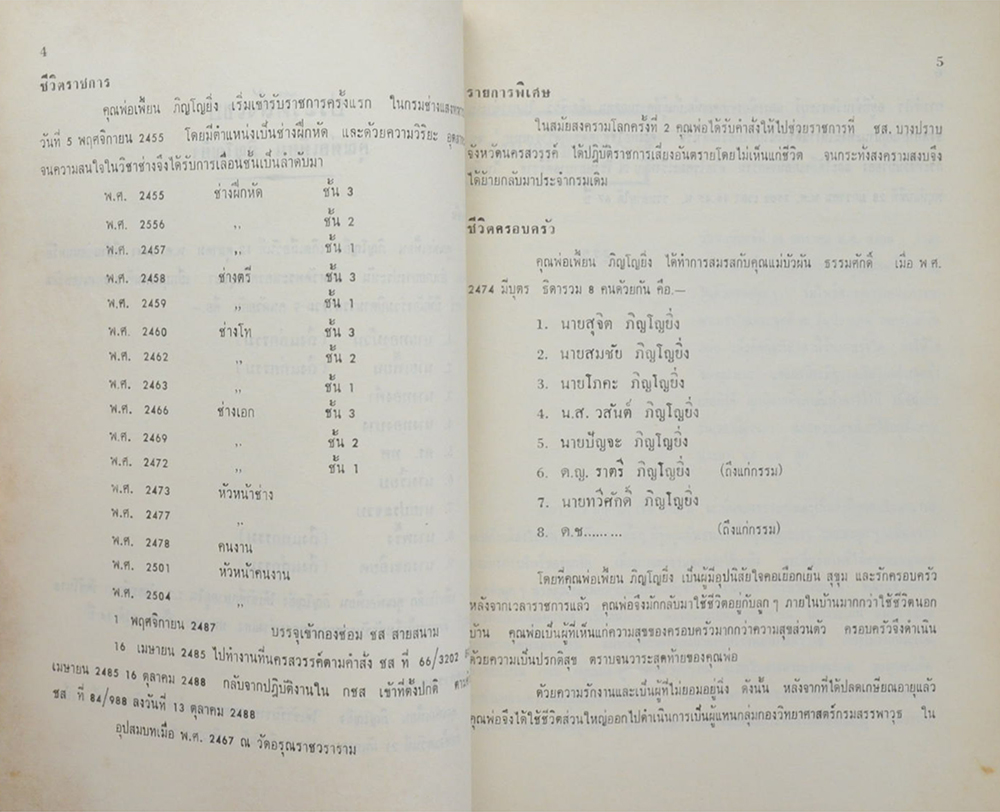 4
ชีวิตราชการ
คุณพ่อเพี้ยน ภิญโญยิ่ง เริ่มเข้ารับราชการครั้งแรก ในกรมช่างแสง
วันที่ 5 พฤศจิกายน 2455 โดยมีตำแหน่งเป็นช่างฝึกหัด และด้วยความวิริยะ
จนความสนใจในวิชาช่างจึงได้รับการเลื่อนชั้นเป็นลำดับมา
พ.ศ. 2455 ช่างฝึกหัด ชั้น 3
พ.ศ. 2556 ,, ชั้น 2
พ.ศ. 2457 ,, ชั้น 1
พ.ศ. 2458 ช่างตรี ชั้น 3
พ.ศ. 2459 ,, ชั้น 1
พ.ศ. 2460 ช่างโท ชั้น 3
พ.ศ. 2462 ,, ชั้น 2
พ.ศ. 2463 ,, ชั้น 1
พ.ศ. 2466 ช่างเอก ชั้น 3
พ.ศ. 2469 ,, ชั้น 2
พ.ศ. 2472 ,, ชั้น 1
พ.ศ. 2473 หัวหน้าช่าง
พ.ศ. 2477 ,,
พ.ศ. 2478 คนงาน
พ.ศ. 2501 หัวหน้าคนงาน
พ.ศ. 2504 ,,
1 พฤศจิกายน 2487 บรรจุเข้ากองซ่อม ชส สายสนาม
16 เมษายน 2485 ไปทำงานที่นครสวรรค์ตามคำสั่ง ชส ที่ 66/3202
เมษายน 2485 16 ตุลาคม 2488 กลับจากปฏิบัติงานใน กชส เข้าที่ตั้งปกติ
ชส ที่ 84/988 ลงวันที่ 13 ตุลาคม 2488
อุปสมบทเมื่อ พ.ศ. 2467 ณ วัดอรุณราชวราราม
5
รายการพิเศษ
ในสมัยสงครามโลกครั้งที่ 2 คุณพ่อได้รับคำสั่งให้ไปช่วยราชการที่ ชส. บางปราบ
จังหวัดนครสวรรค์ ได้ปฏิบัติราชการเสี่ยงอันตรายโดยไม่เห็นแก่ชีวิต จนกระทั่งสงครามสงบจึง
ได้ย้ายกลับมาประจำกรมเดิม
ชีวิตครอบครัว
คุณพ่อเพี้ยน ภิญโญยิ่ง ได้ทำการสมรสกับคุณแม่บัวผัน ธรรมศักดิ์ เมื่อ พ.ศ.
2474 มีบุตร ธิดารวม 8 คนด้วยกัน คือ.—
1. นายสุจิต ภิญโญยิ่ง
2. นายสมชัย ภิญโญยิ่ง
3. นายโภคะ ภิญโญยิ่ง
4. น.ส. วสันต์ ภิญโญยิ่ง
5. นายปัญจะ ภิญโญยิ่ง
6. ด.ญ. ราตรี ภิญโญยิ่ง (ถึงแก่กรรม)
7. นายทวีศักดิ์ ภิญโญยิ่ง
8. ด.ช......... (ถึงแก่กรรม)
โดยที่คุณพ่อเพี้ยน ภิญโญยิ่ง เป็นผู้มีอุปนิสัยใจคอเยือกเย็น สุขุม และรักครอบครัว
หลังจากเวลาราชการแล้ว คุณพ่อจึงมักกลับมาใช้ชีวิตอยู่กับลูก ๆ ภายในบ้านมากกว่าใช้ชีวิตนอก
บ้าน คุณพ่อเป็นผู้ที่เห็นแก่ความสุขของครอบครัวมากกว่าความสุขส่วนตัว ครอบครัวจึงดำเนิน
ด้วยความเป็นปรกติสุข ตราบจนวาระสุดท้ายของคุณพ่อ
ด้วยความรักงานและเป็นผู้ที่ไม่ยอมอยู่นิ่ง ดังนั้น หลังจากที่ได้ปลดเกษียณอายุแล้ว
คุณพ่อจึงได้ใช้ชีวิตส่วนใหญ่ออกไปดำเนินการเป็นผู้แทนกลุ่มกองวิทยาศาสตร์กรมสรรพาวุธ ใน